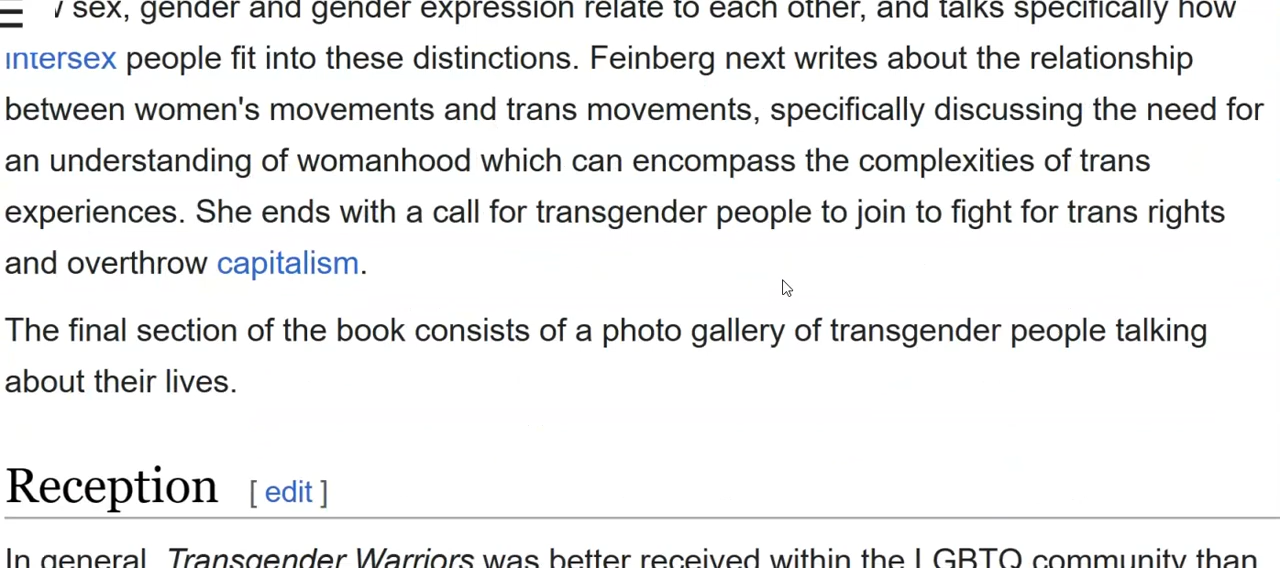 sex, gender and gender expression relate to each other, and talks specifically how
intersex people fit into these distinctions. Feinberg next writes about the relationship
between women's movements and trans movements, specifically discussing the need for
an understanding of womanhood which can encompass the complexities of trans
experiences. She ends with a call for transgender people to join to fight for trans rights
and overthrow capitalism.
The final section of the book consists of a photo gallery of transgender people talking
about their lives.
Reception [ edit ]
In general, Transgender Warriors was better received within the LGBTQ community than